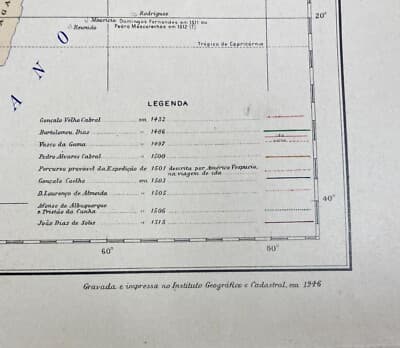 Rodrigues
Mauricia Domingos Fernandes em 1511 ou
Reunião Pedro Mascarenhas em 1512 (?)
20°
Trópico de Capricórnio
ANO
LEGENDA
Gonçalo Velho Cabral em 1432
Bartolomeu Dias " 1486
Vasco da Gama " 1497
ida
Pedro Álvares Cabral " 1500
Percurso provável da Expedição de 1501 descrita por Américo Vespucio, na viagem de ida
Gonçalo Coelho em 1503
D. Lourenço de Almeida " 1505
Afonso de Albuquerque
e Tristão da Cunha " 1506
João Dias de Solis " 1515
40°
60° 80°
Gravada e impressa no Instituto Geográfico e Cadastral, em 1946